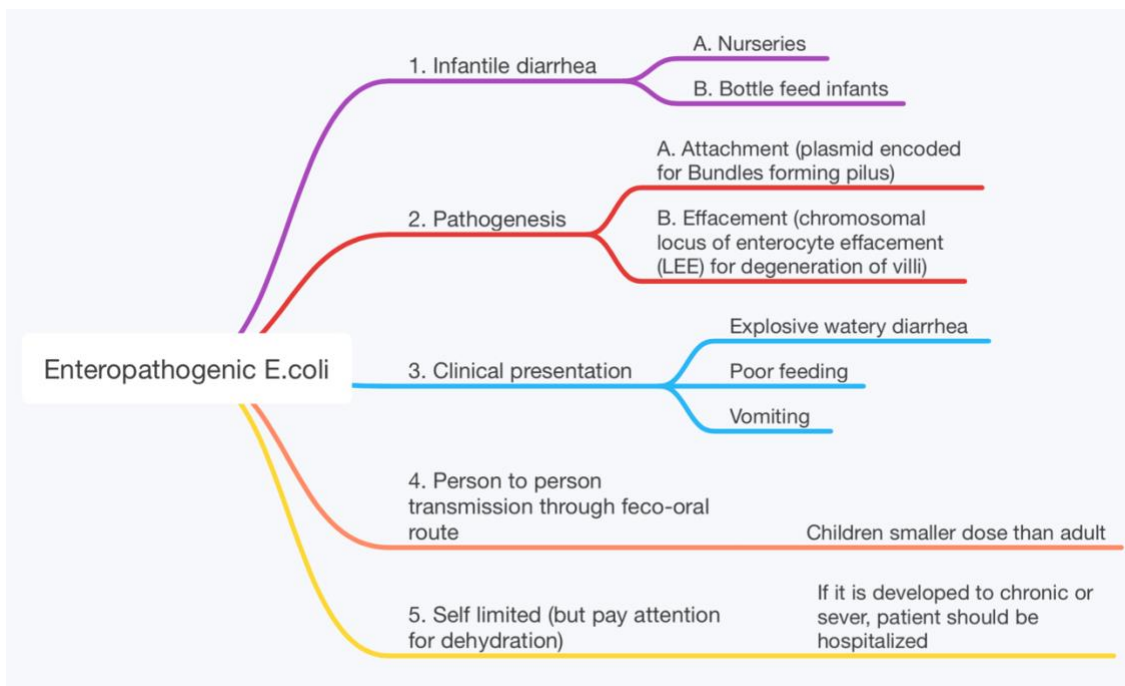 1. Infantile diarrhea
A. Nurseries
B. Bottle feed infants
2. Pathogenesis
A. Attachment (plasmid encoded
for Bundles forming pilus)
B. Effacement (chromosomal
locus of enterocyte effacement
(LEE) for degeneration of villi)
Enteropathogenic E.coli
3. Clinical presentation
Explosive watery diarrhea
Poor feeding
Vomiting
4. Person to person
transmission through feco-oral
route
Children smaller dose than adult
5. Self limited (but pay attention
for dehydration)
If it is developed to chronic or
sever, patient should be
hospitalized